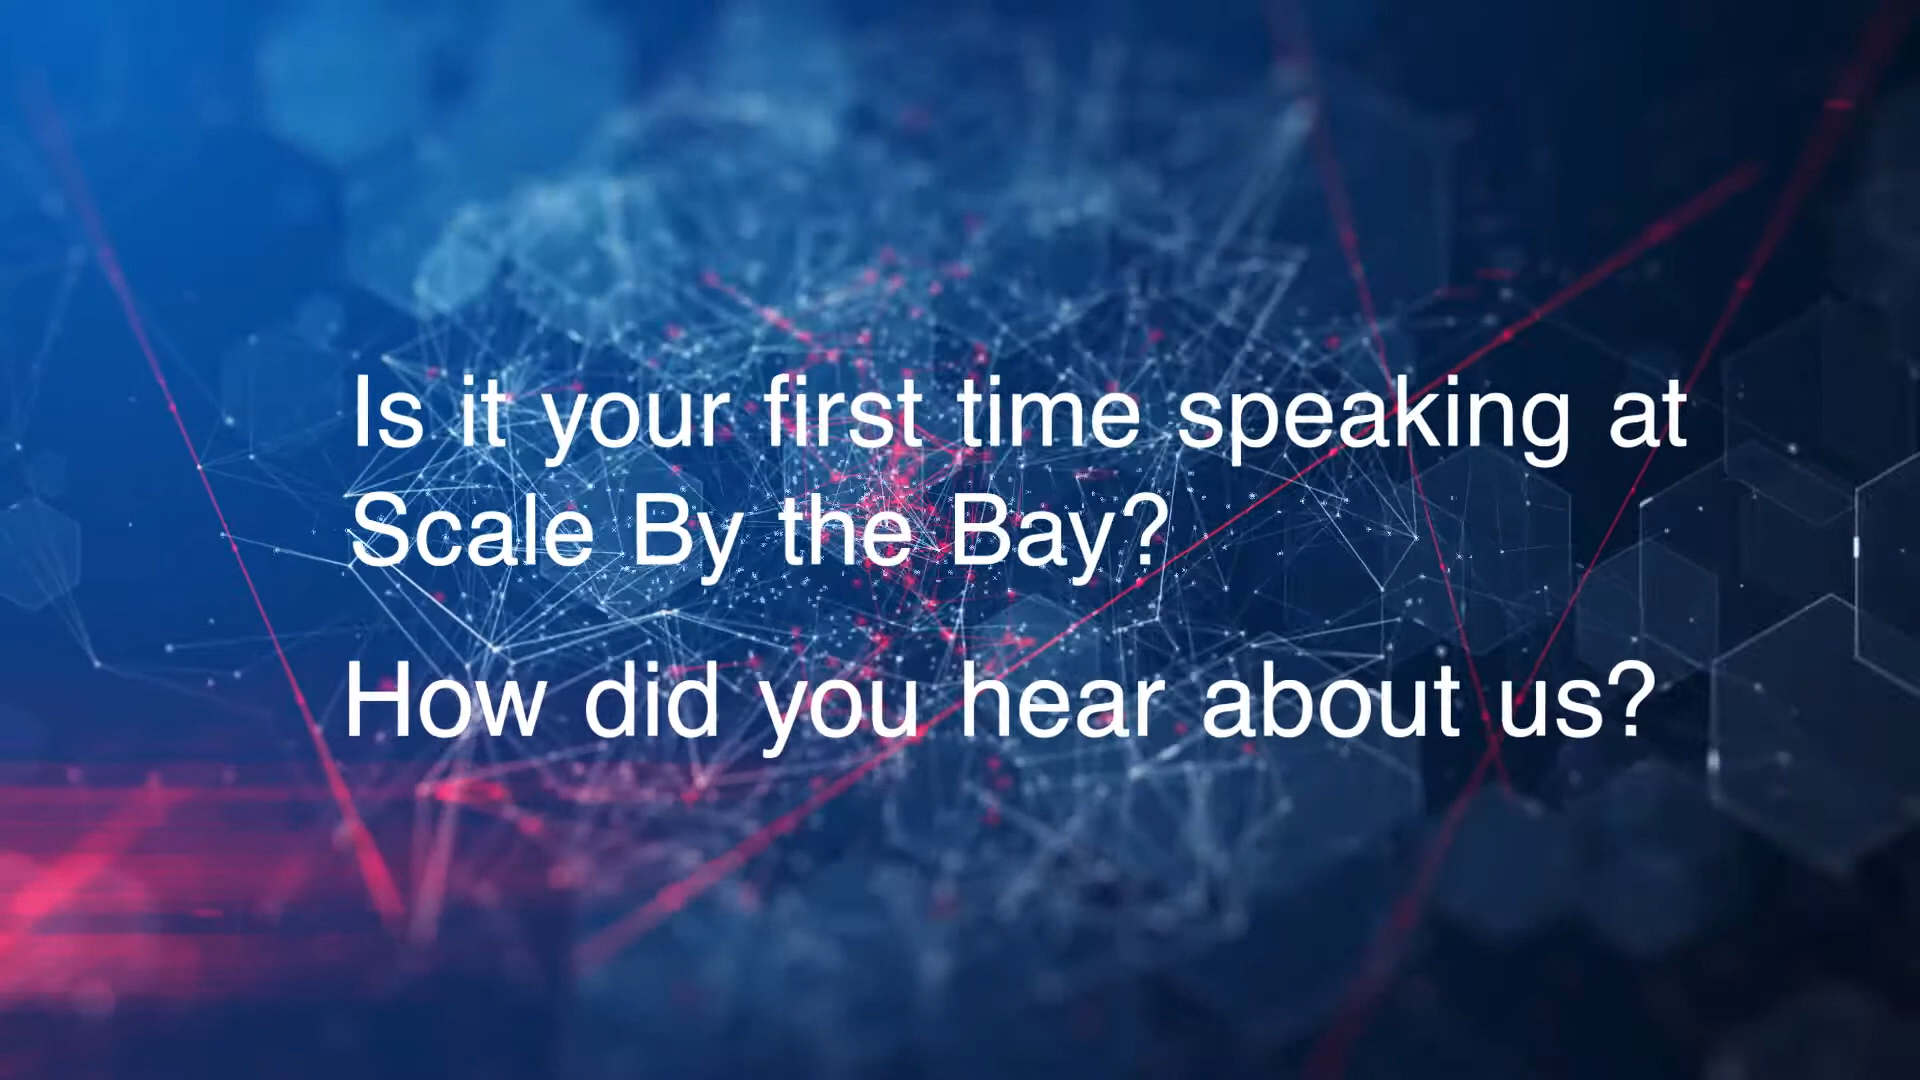 Is it your first time speaking at
Scale By the Bay?
How did you hear about us?